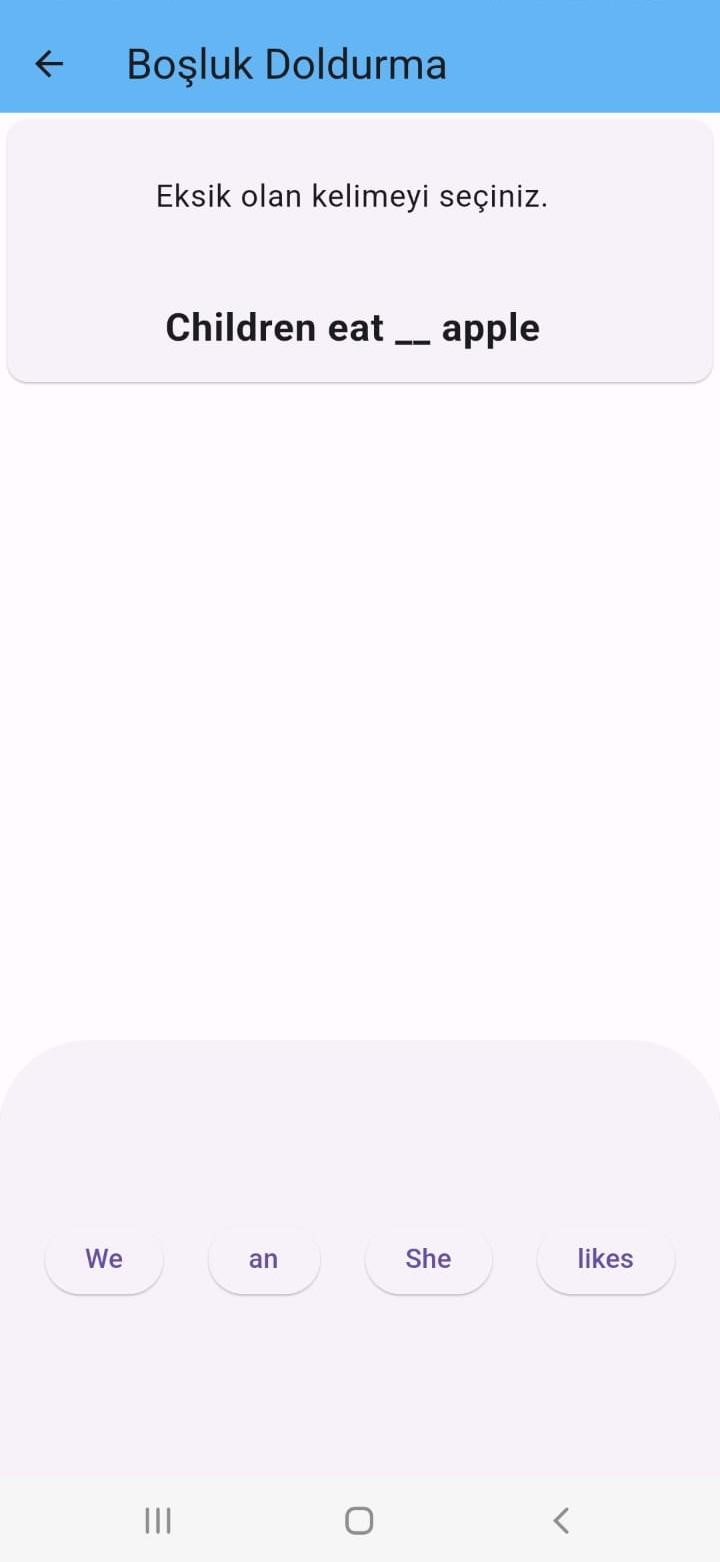 Boşluk Doldurma
Eksik olan kelimeyi seçiniz.
Children eat __ apple
We an She likes